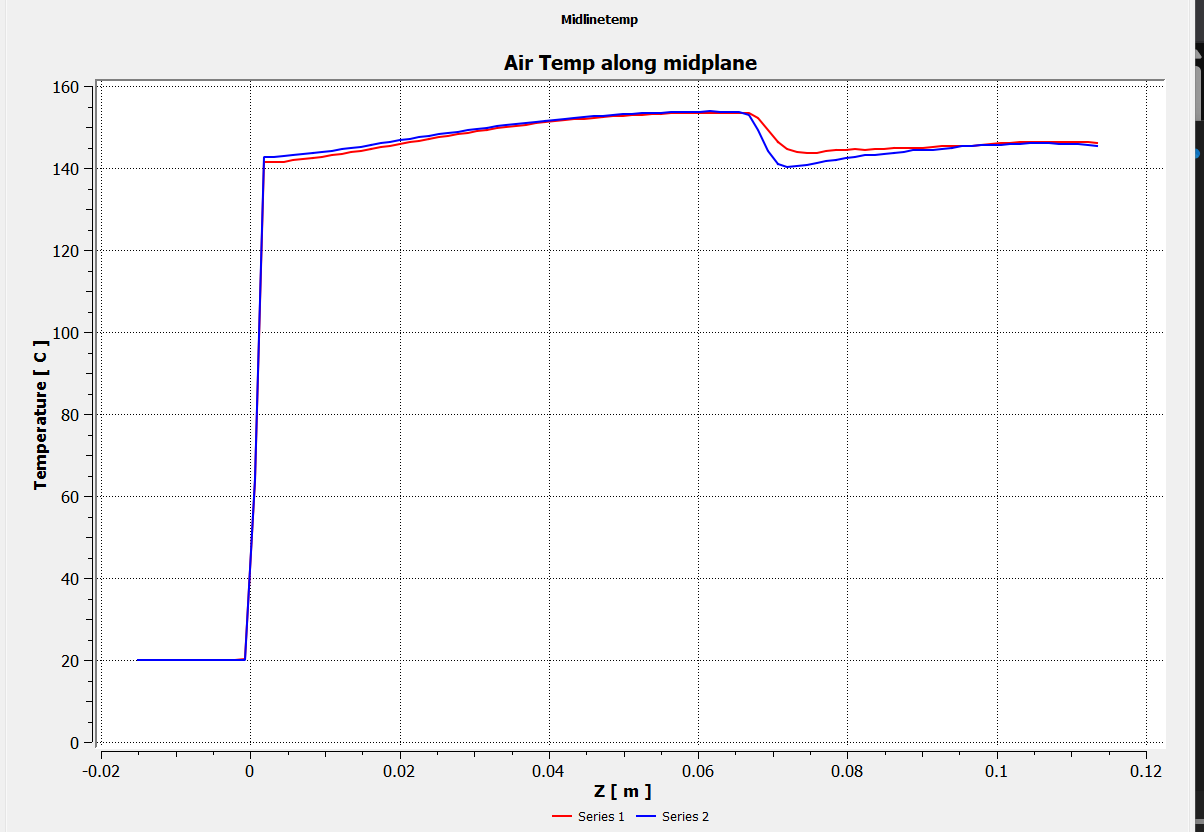 Midlinetemp
Air Temp along midplane
160
140
120
100
80
60
40
20
0
Temperature [ C ]
-0.02 0 0.02 0.04 0.06 0.08 0.1 0.12
Z [ m ]
Series 1 Series 2